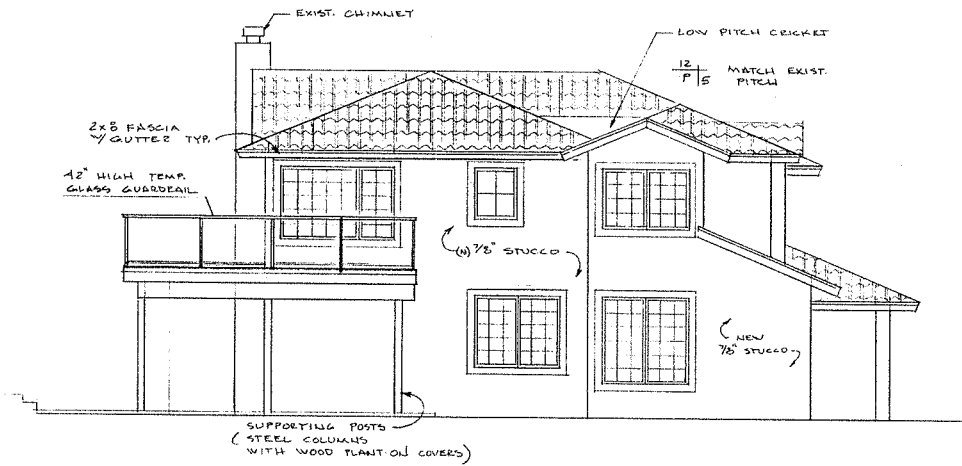 EXIST. CHIMNEY
LOW PITCH CRICKET
12
P 5
MATCH EXIST.
PITCH
2x8 FASCIA
W/ GUTTER TYP.
42" HIGH TEMP.
GLASS GUARDRAIL
(N) 7/8" STUCCO
NEW
7/8" STUCCO
SUPPORTING POSTS
( STEEL COLUMNS
WITH WOOD PLANT-ON COVERS)